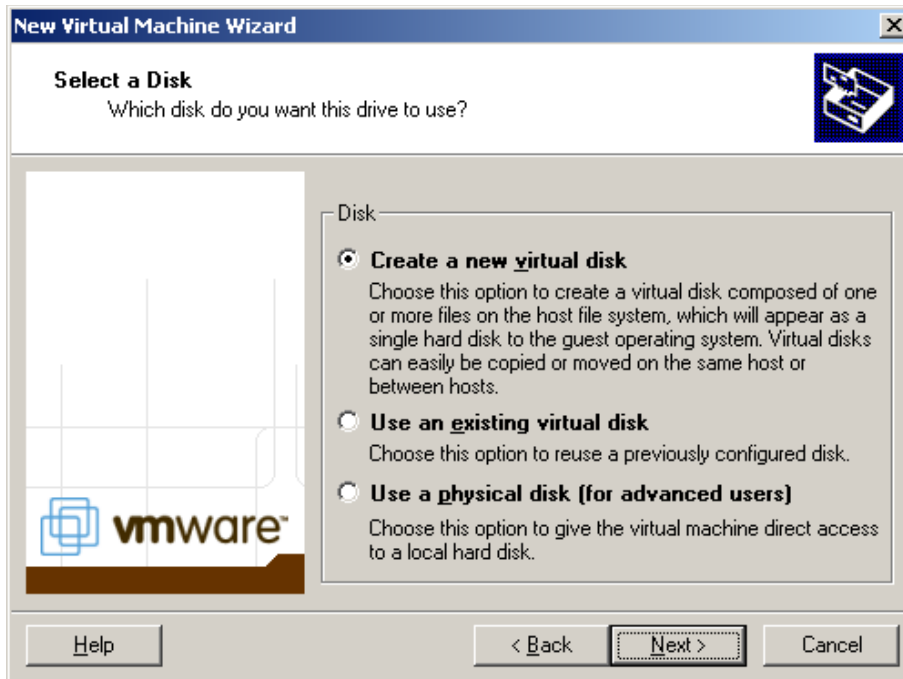 New Virtual Machine Wizard
Select a Disk
Which disk do you want this drive to use?
Disk
Create a new virtual disk
Choose this option to create a virtual disk composed of one
or more files on the host file system, which will appear as a
single hard disk to the guest operating system. Virtual disks
can easily be copied or moved on the same host or
between hosts.
Use an existing virtual disk
Choose this option to reuse a previously configured disk.
Use a physical disk (for advanced users)
Choose this option to give the virtual machine direct access
to a local hard disk.
vmware™
Help
< Back
Next >
Cancel